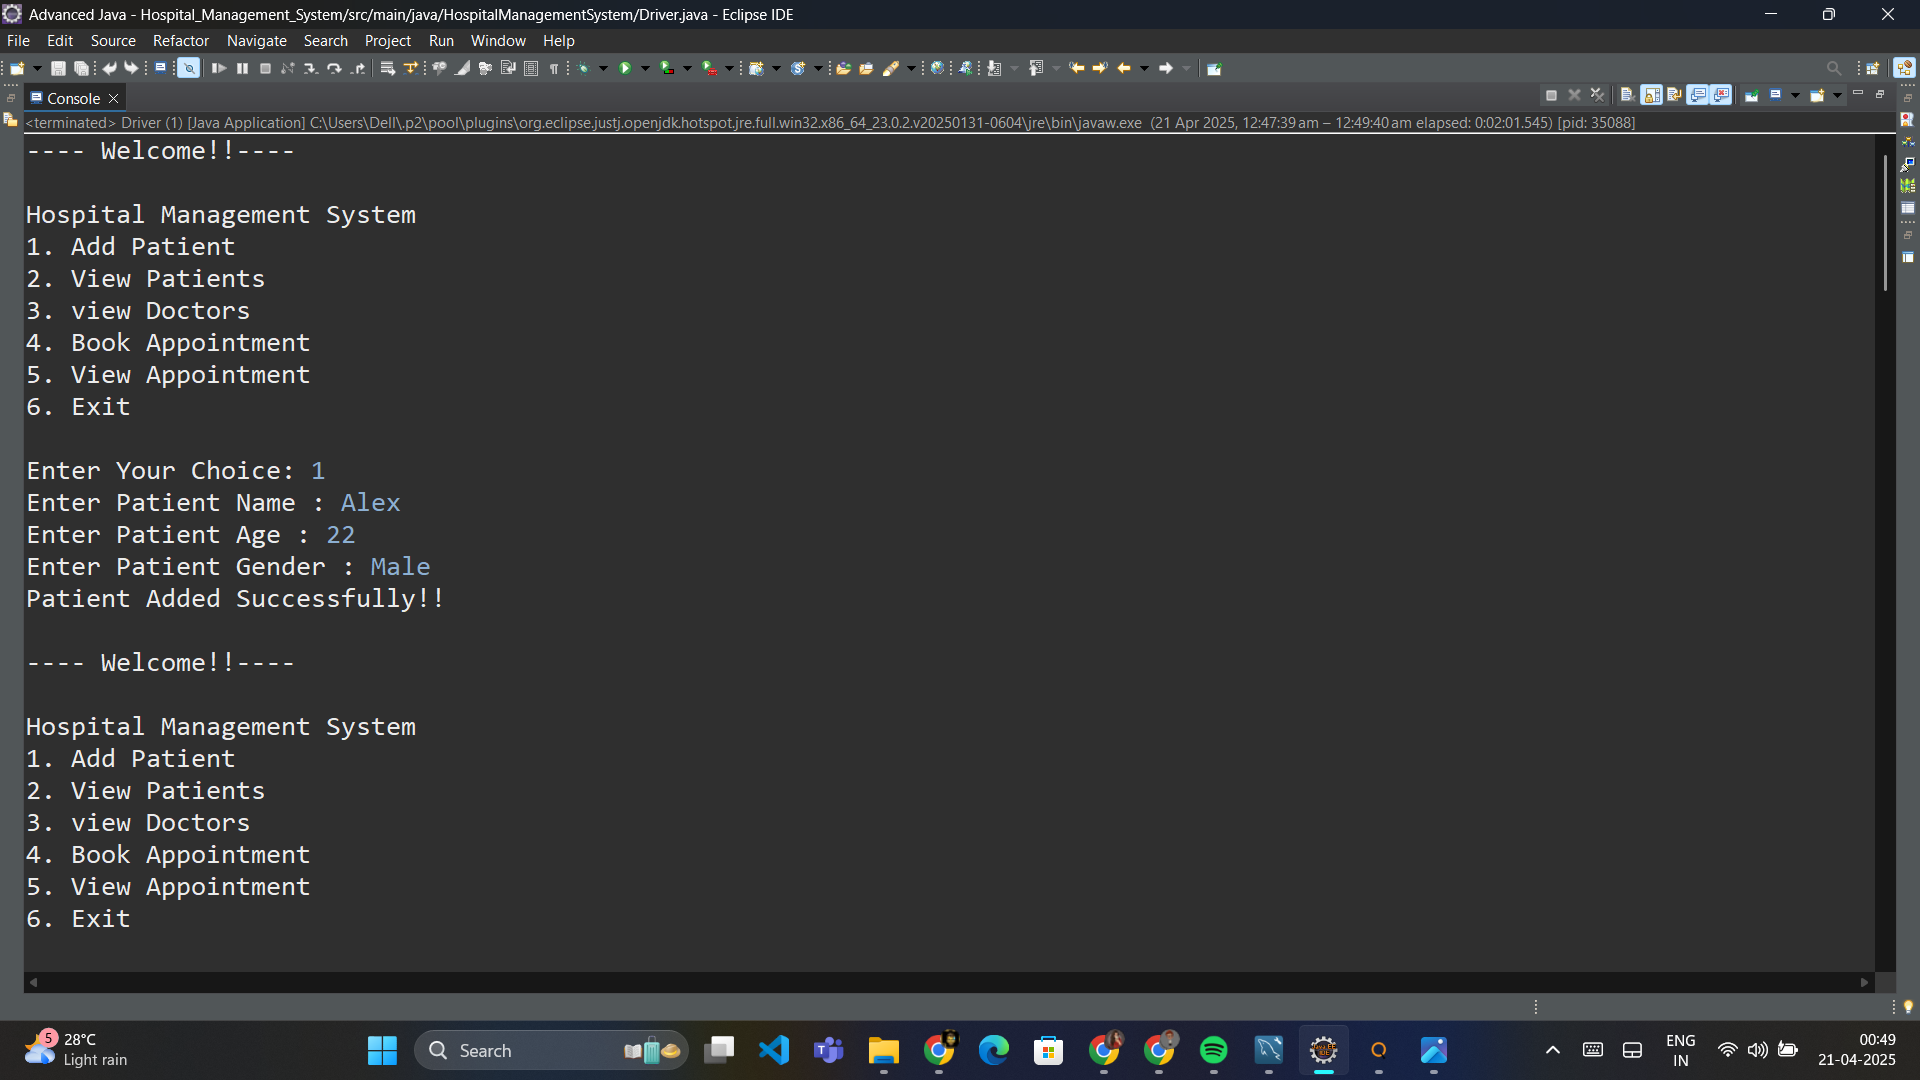 Advanced Java - Hospital_Management_System/src/main/java/HospitalManagementSystem/Driver.java - Eclipse IDE
File Edit Source Refactor Navigate Search Project Run Window Help
Console
<terminated> Driver (1) [Java Application] C:\Users\Dell\.p2\pool\plugins\org.eclipse.justj.openjdk.hotspot.jre.full.win32.x86_64_23.0.2.v20250131-0604\jre\bin\javaw.exe (21 Apr 2025, 12:47:39 am – 12:49:40 am elapsed: 0:02:01.545) [pid: 35088]
---- Welcome!!----
Hospital Management System
1. Add Patient
2. View Patients
3. view Doctors
4. Book Appointment
5. View Appointment
6. Exit
Enter Your Choice: 1
Enter Patient Name : Alex
Enter Patient Age : 22
Enter Patient Gender : Male
Patient Added Successfully!!
---- Welcome!!----
Hospital Management System
1. Add Patient
2. View Patients
3. view Doctors
4. Book Appointment
5. View Appointment
6. Exit
5
28°C
Light rain
Search
ENG
IN
00:49
21-04-2025